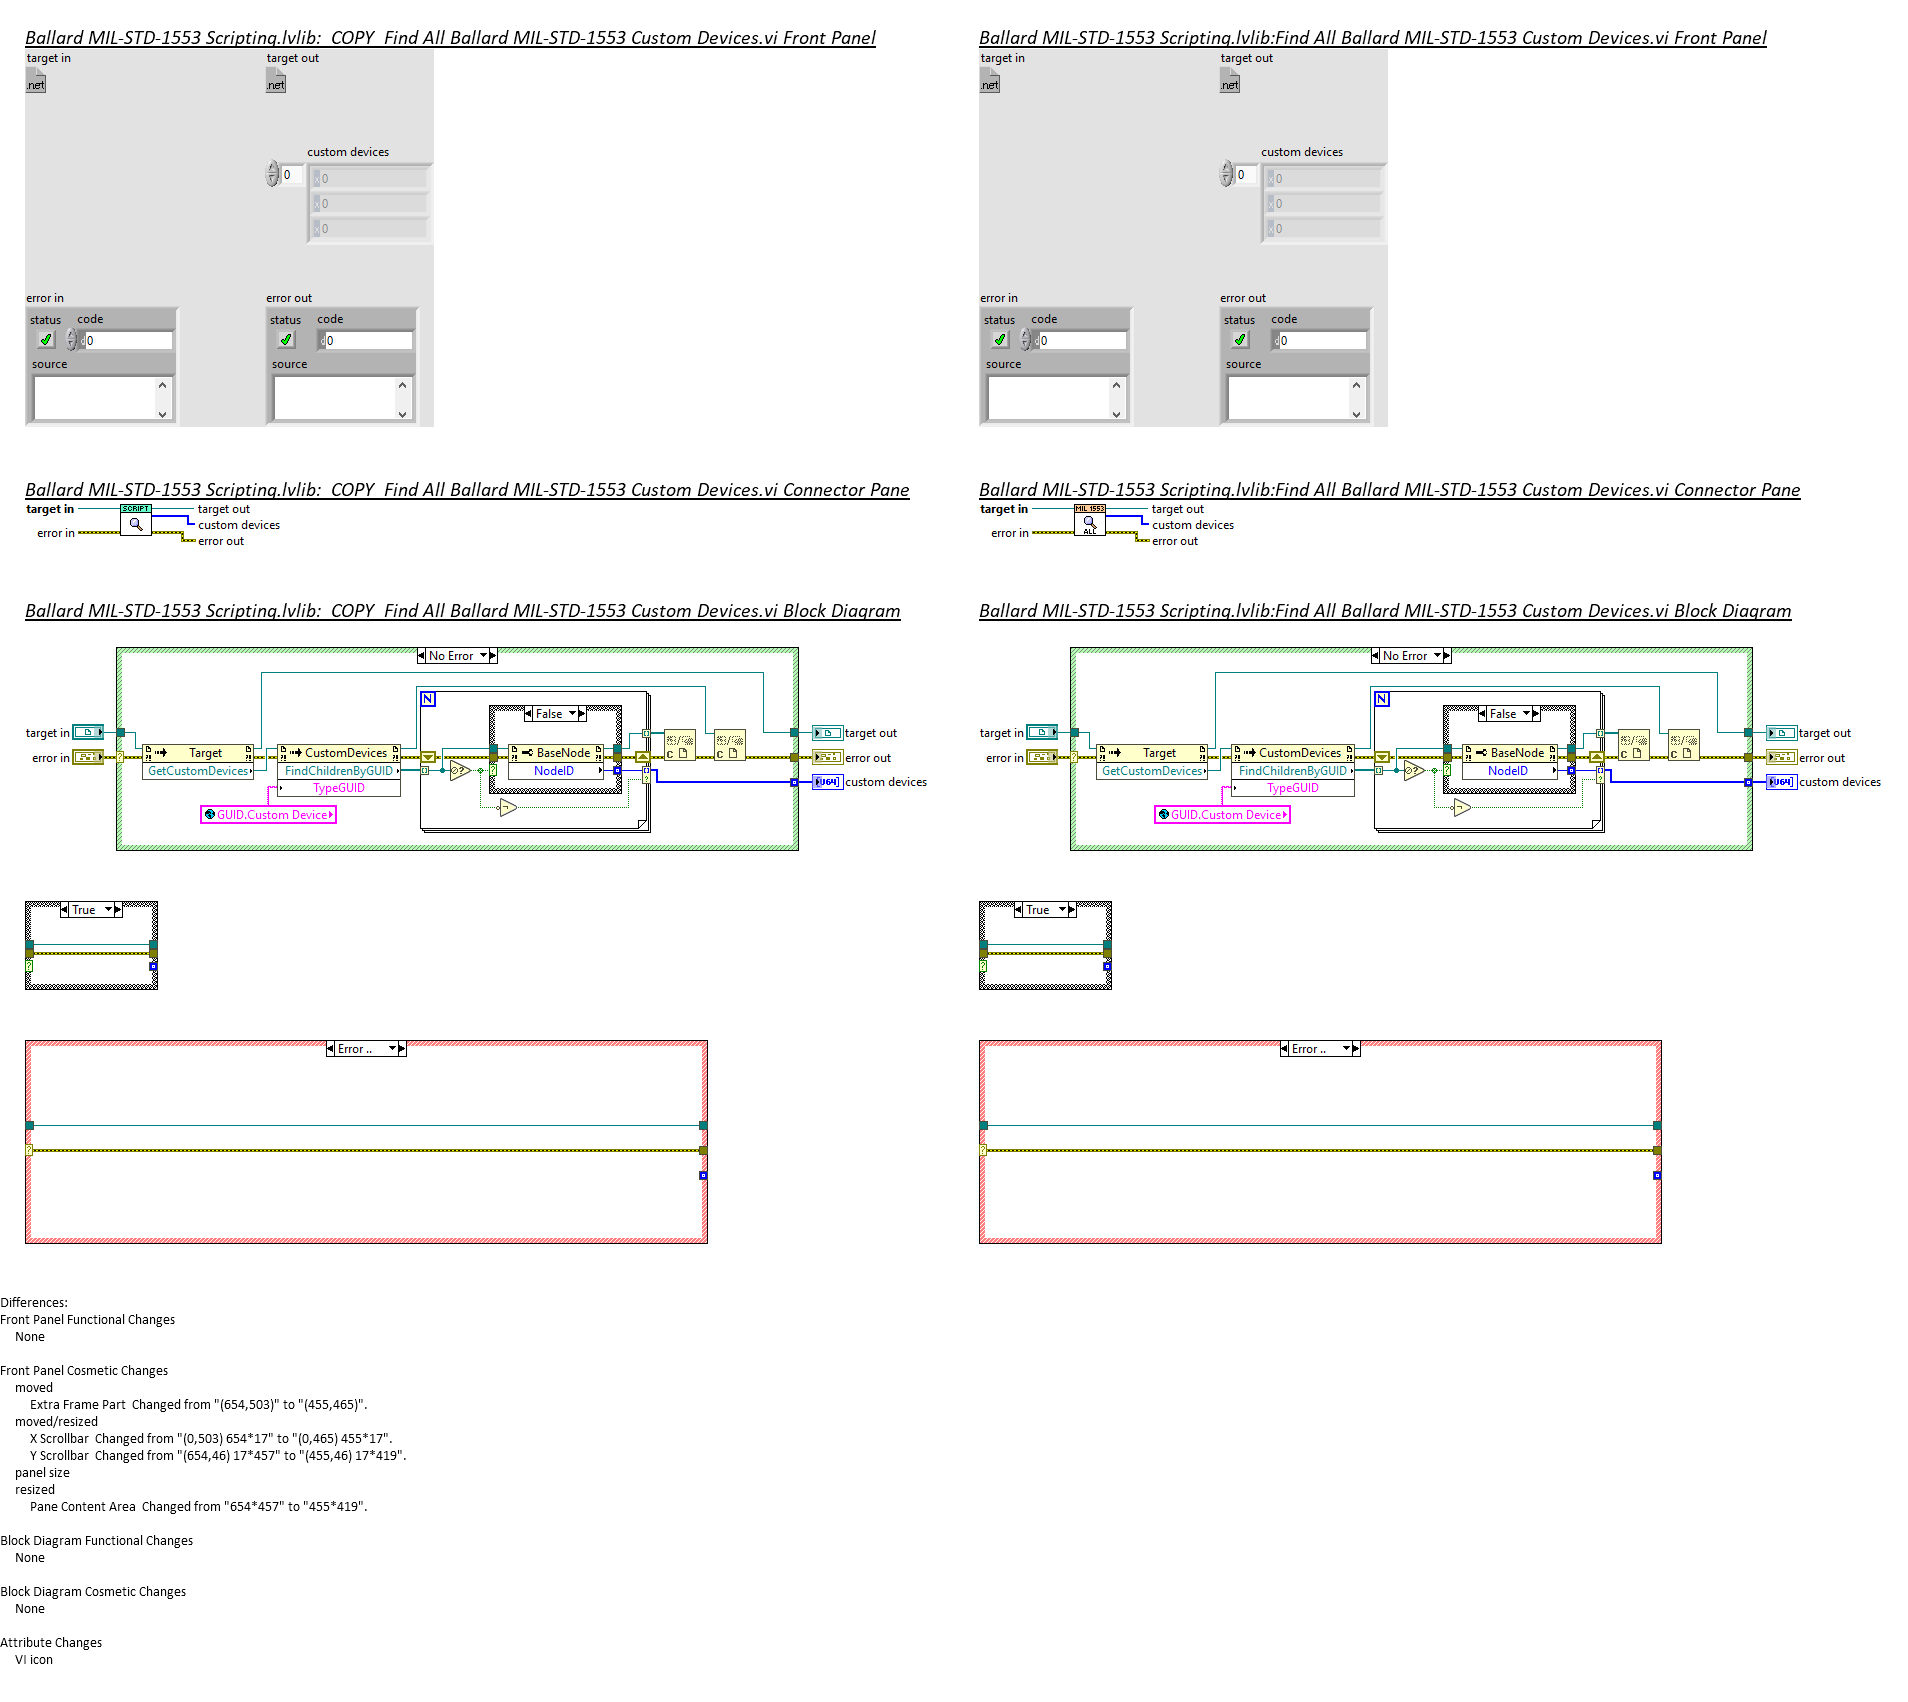 Ballard MIL-STD-1553 Scripting.lvlib:  COPY  Find All Ballard MIL-STD-1553 Custom Devices.vi Front Panel
target in
target out
.net
.net
custom devices
0
x 0
x 0
x 0
error in
error out
status
code
status
code
d 0
d 0
source
source
Ballard MIL-STD-1553 Scripting.lvlib:Find All Ballard MIL-STD-1553 Custom Devices.vi Front Panel
target in
target out
.net
.net
custom devices
0
x 0
x 0
x 0
error in
error out
status
code
status
code
d 0
d 0
source
source
Ballard MIL-STD-1553 Scripting.lvlib:  COPY  Find All Ballard MIL-STD-1553 Custom Devices.vi Connector Pane
target in
SCRIPT
target out
custom devices
error in
error out
Ballard MIL-STD-1553 Scripting.lvlib:Find All Ballard MIL-STD-1553 Custom Devices.vi Connector Pane
target in
MIL 1553
ALL
target out
custom devices
error in
error out
Ballard MIL-STD-1553 Scripting.lvlib:  COPY  Find All Ballard MIL-STD-1553 Custom Devices.vi Block Diagram
No Error
N
False
target in
error in
Target
GetCustomDevices
CustomDevices
FindChildrenByGUID
TypeGUID
GUID.Custom Device
BaseNode
NodeID
target out
error out
U64
custom devices
True
Error ..
Ballard MIL-STD-1553 Scripting.lvlib:Find All Ballard MIL-STD-1553 Custom Devices.vi Block Diagram
No Error
N
False
target in
error in
Target
GetCustomDevices
CustomDevices
FindChildrenByGUID
TypeGUID
GUID.Custom Device
BaseNode
NodeID
target out
error out
U64
custom devices
True
Error ..
Differences:
Front Panel Functional Changes
None
Front Panel Cosmetic Changes
moved
Extra Frame Part  Changed from "(654,503)" to "(455,465)".
moved/resized
X Scrollbar  Changed from "(0,503) 654*17" to "(0,465) 455*17".
Y Scrollbar  Changed from "(654,46) 17*457" to "(455,46) 17*419".
panel size
resized
Pane Content Area  Changed from "654*457" to "455*419".
Block Diagram Functional Changes
None
Block Diagram Cosmetic Changes
None
Attribute Changes
VI icon